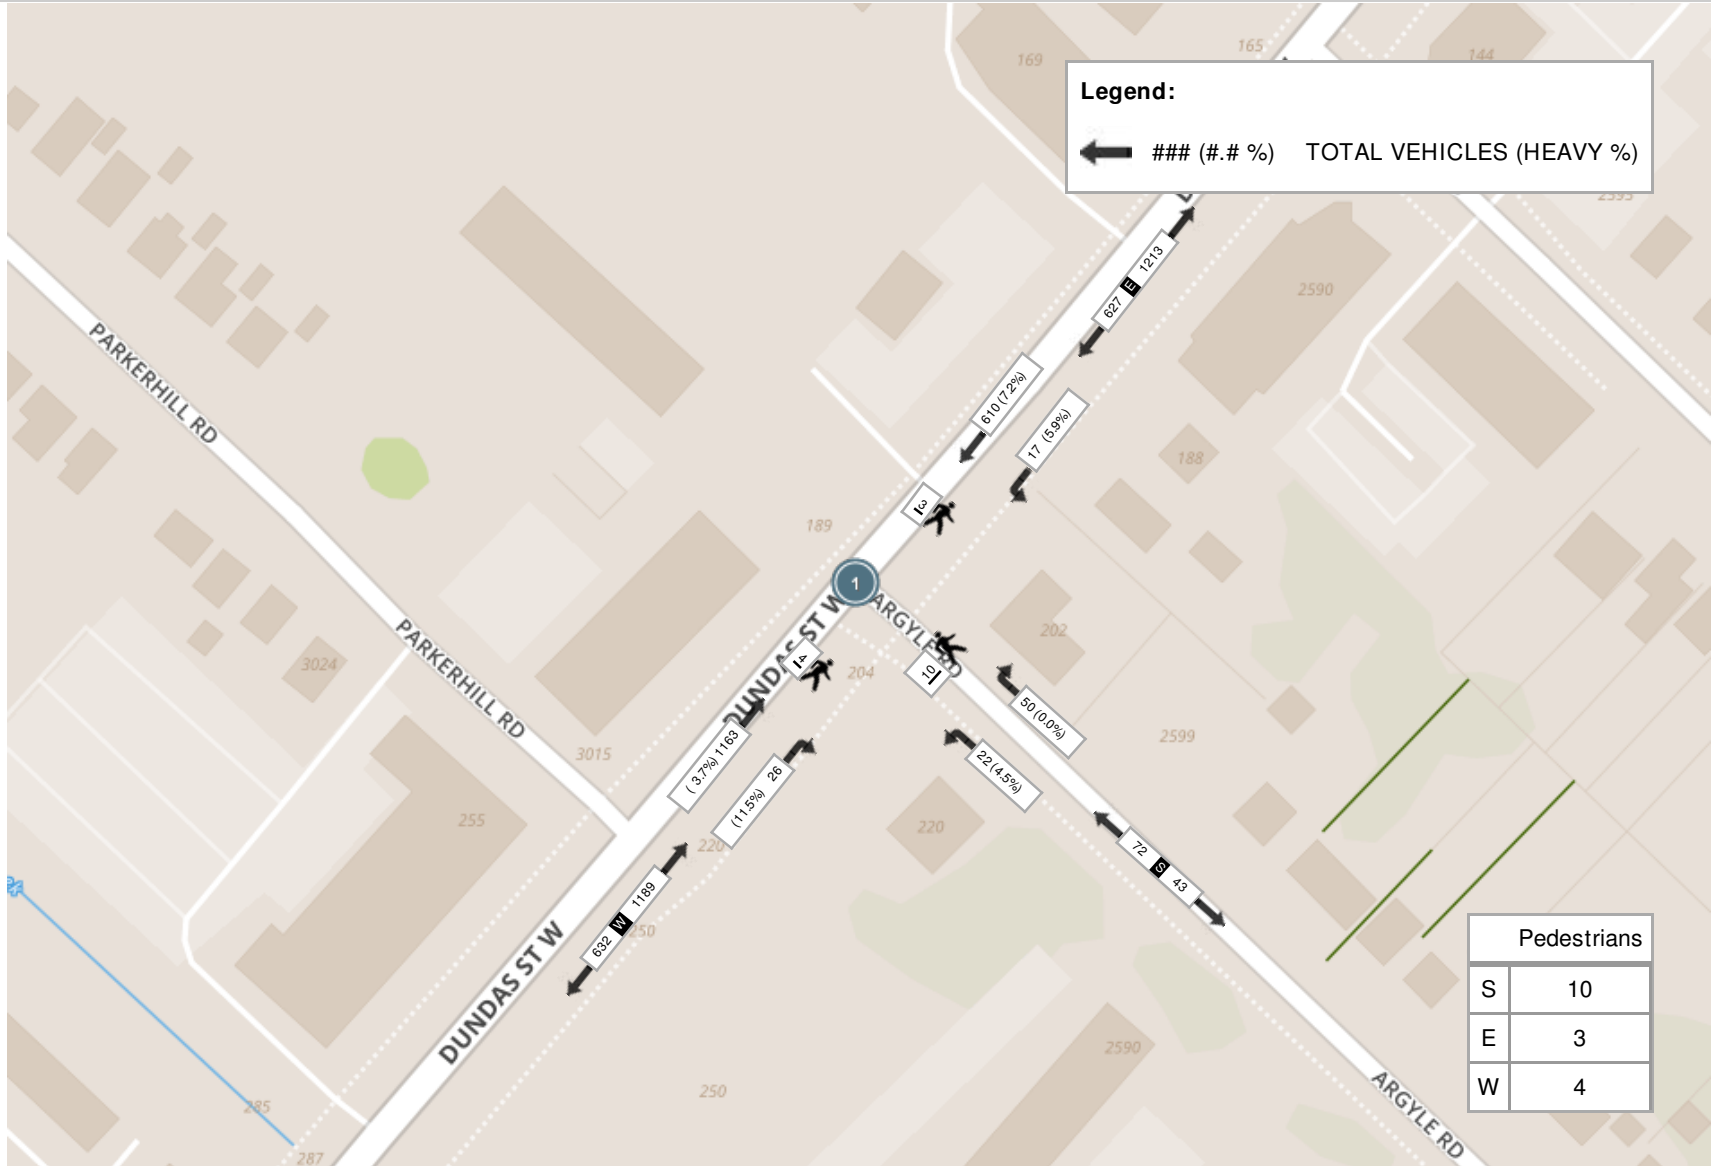 169
165
144
Legend:
### (#.# %) TOTAL VEHICLES (HEAVY %)
2595
1213
E
627
2590
610 (7.2%)
17 (5.9%)
PARKERHILL RD
188
3
189
1
DUNDAS ST W
ARGYLE RD
202
4
204
10
3024
PARKERHILL RD
50 (0.0%)
2599
3015
( 3.7%) 1163
22 (4.5%)
(11.5%) 26
255
220
220
72 S 43
632 W 1189
250
DUNDAS ST W
Pedestrians
S 10
E 3
W 4
2590
250
285
287
ARGYLE RD